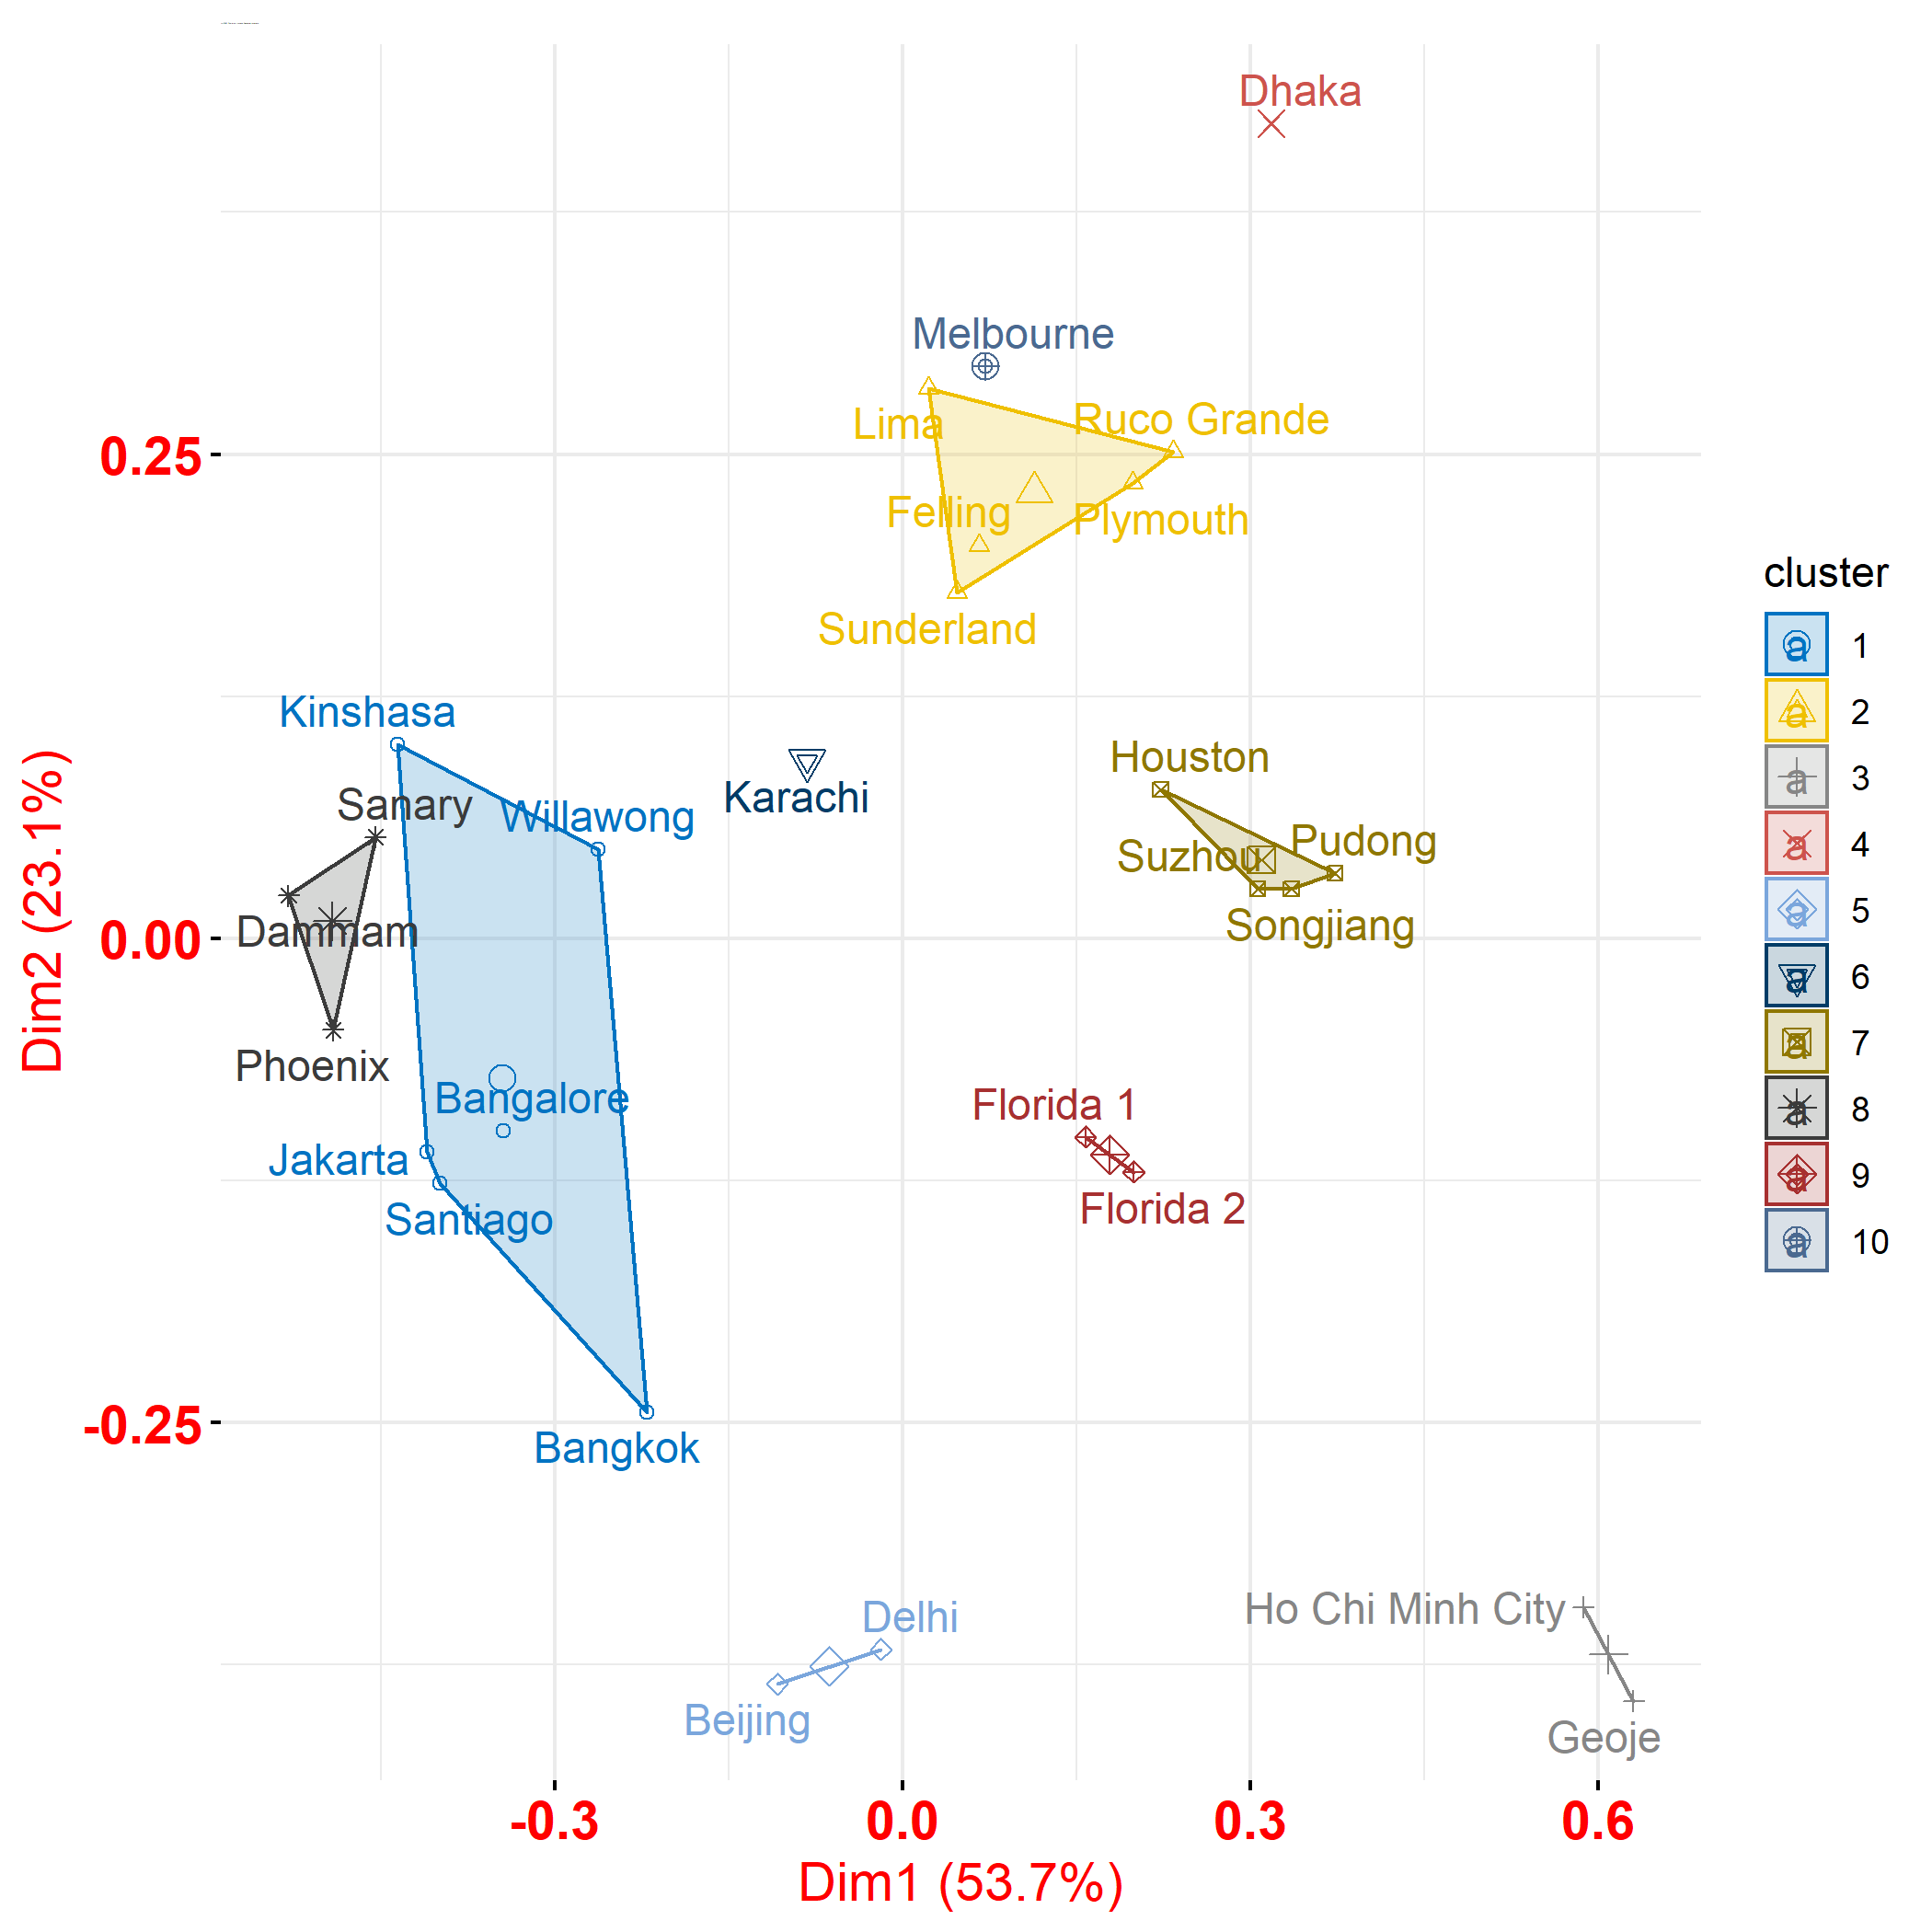 Dhaka
Melbourne
Lima
Ruco Grande
0.25
Felling
Plymouth
Sunderland
Kinshasa
Houston
Karachi
Sanary
Willawong
Suzhou
Pudong
Dammam
Songjiang
0.00
Dim2 (23.1%)
Phoenix
Bangalore
Florida 1
Jakarta
Santiago
Florida 2
-0.25
Bangkok
Delhi
Ho Chi Minh City
Beijing
Geoje
-0.3
0.0
0.3
0.6
Dim1 (53.7%)
cluster
a 1
a 2
a 3
a 4
a 5
a 6
a 7
a 8
a 9
a 10